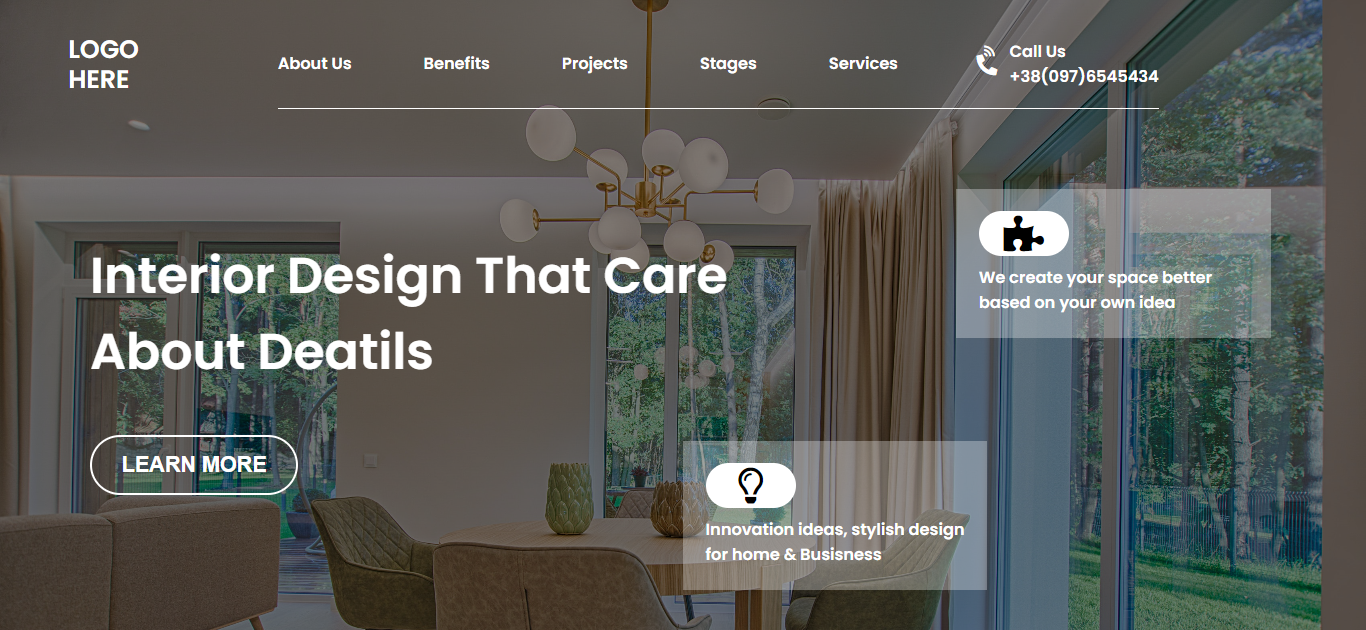 LOGO
HERE
About Us
Benefits
Projects
Stages
Services
Call Us
+38(097)6545434
Interior Design That Care
About Deatils
LEARN MORE
We create your space better
based on your own idea
Innovation ideas, stylish design
for home & Busisness